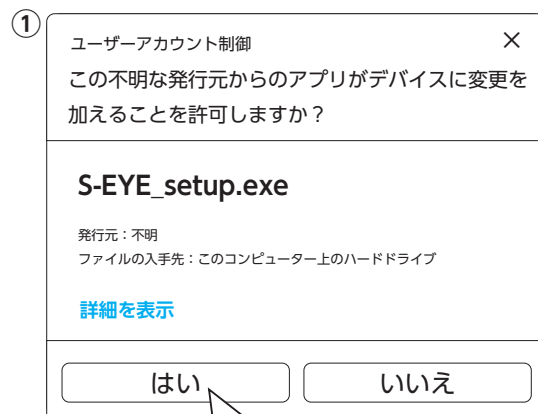 ①
ユーザーアカウント制御
この不明な発行元からのアプリがデバイスに変更を
加えることを許可しますか？
S-EYE_setup.exe
発行元：不明
ファイルの入手先：このコンピューター上のハードドライブ
詳細を表示
はい いいえ